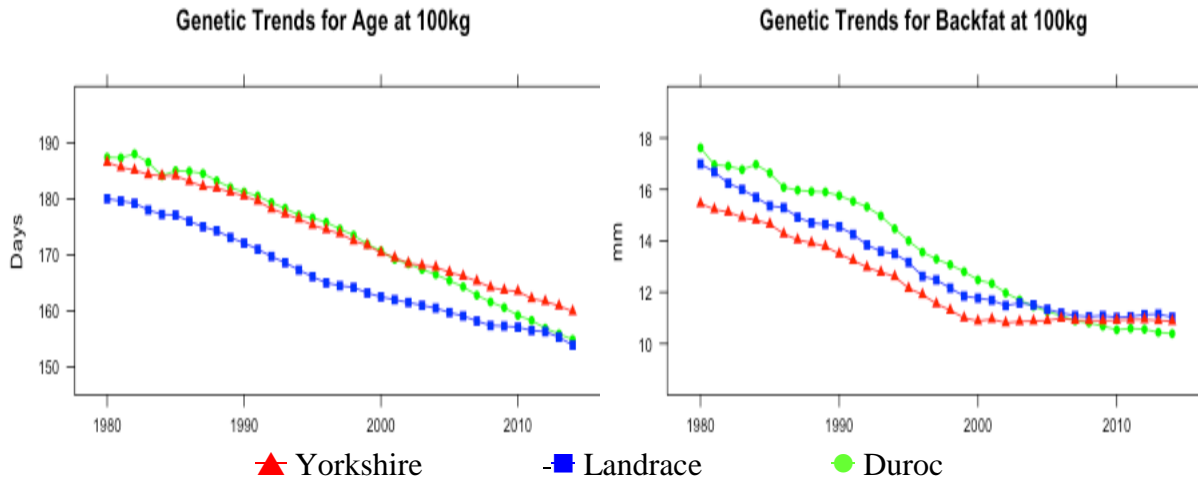 Genetic Trends for Age at 100kg
Days
190
180
170
160
150
1980 1990 2000 2010
Genetic Trends for Backfat at 100kg
mm
18
16
14
12
10
1980 1990 2000 2010
Yorkshire Landrace Duroc